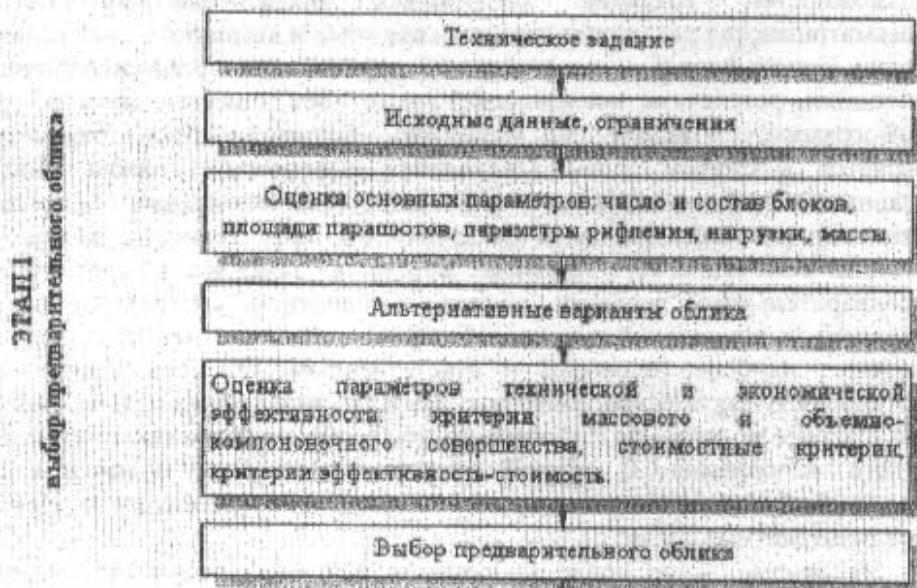 ЭТАП 1
выбор предварительного облика
Техническое задание
Исходные данные, ограничения
Оценка основных параметров: число и состав блоков,
площади парашютов, параметры рифления, нагрузки, массы
Альтернативные варианты облика
Оценка параметров технической и экономической
эффективности: критерии массового и объемно-
компоновочного совершенства, стоимостные критерии,
критерии эффективность-стоимость.
Выбор предварительного облика